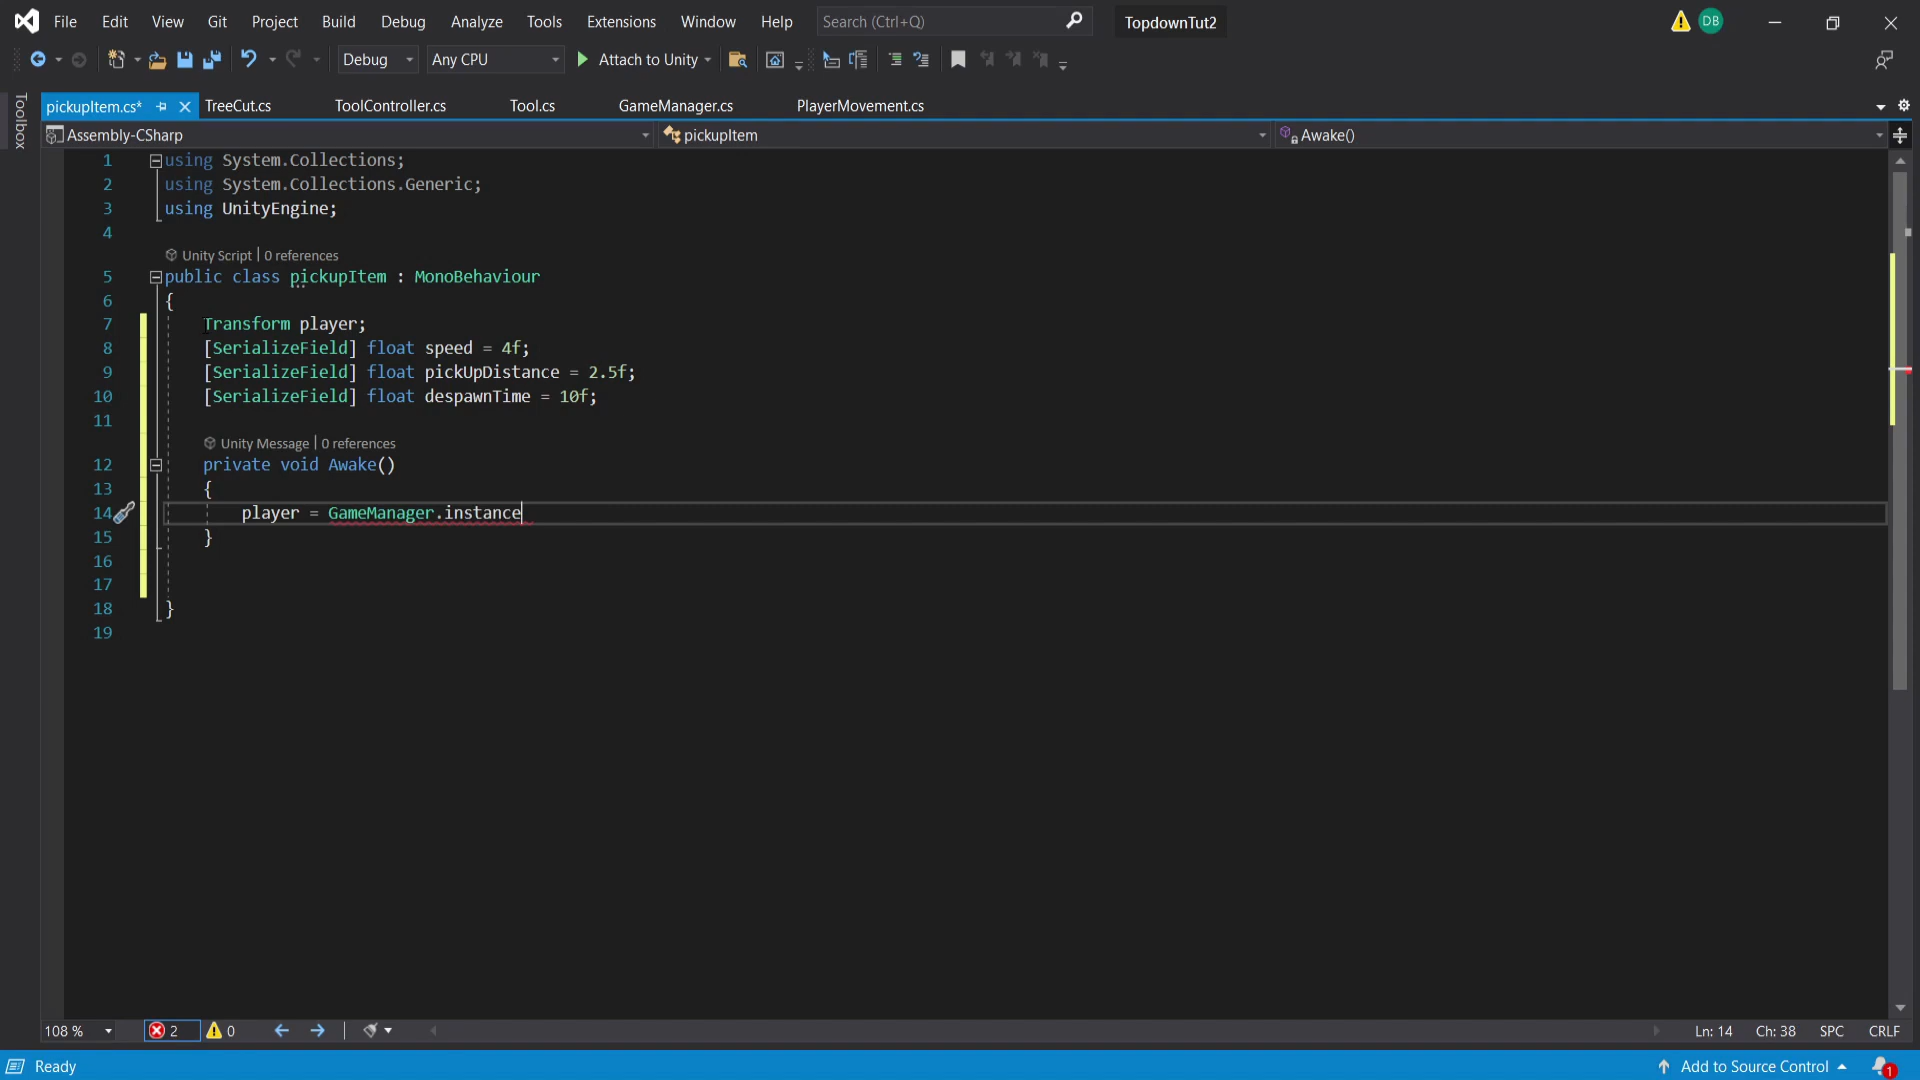 File Edit View Git Project Build Debug Test Analyze Tools Extensions Window Help Search (Ctrl+Q) TopdownTut2 DB
Debug Any CPU Attach to Unity
Toolbox
pickupItem.cs* TreeCut.cs ToolController.cs Tool.cs GameManager.cs PlayerMovement.cs
Assembly-CSharp pickupItem Awake()
1 using System.Collections;
2 using System.Collections.Generic;
3 using UnityEngine;
4
Unity Script | 0 references
5 public class pickupItem : MonoBehaviour
6 {
7 Transform player;
8 [SerializeField] float speed = 4f;
9 [SerializeField] float pickUpDistance = 2.5f;
10 [SerializeField] float despawnTime = 10f;
11
Unity Message | 0 references
12 private void Awake()
13 {
14 player = GameManager.instance
15 }
16
17
18 }
19
108 % 2 0 Ln: 14 Ch: 38 SPC CRLF
Ready Add to Source Control 1